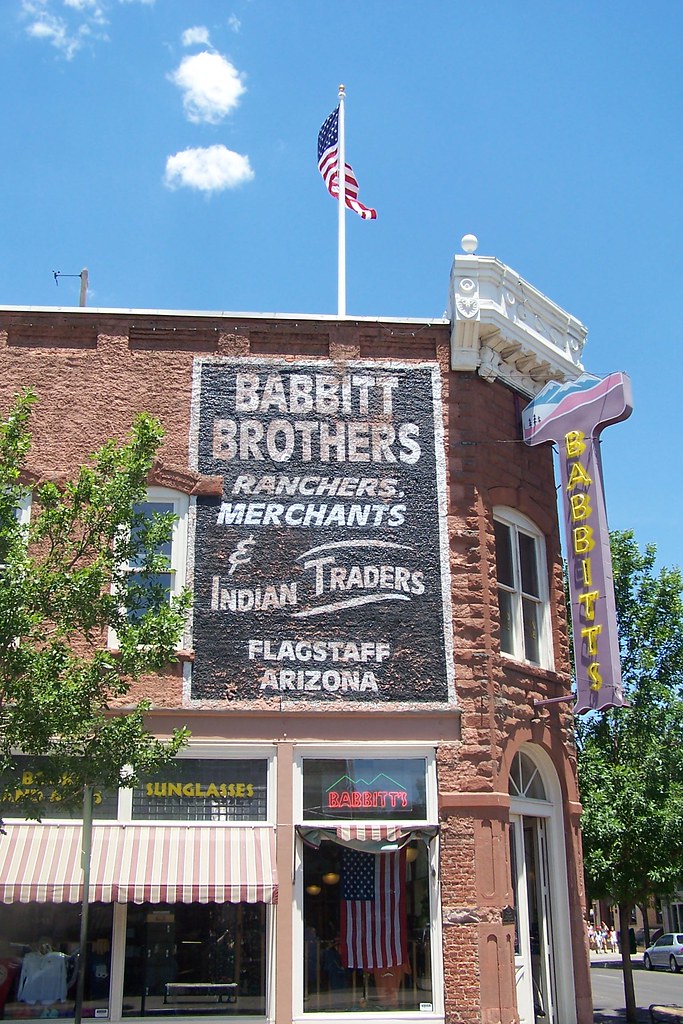 BABBITT
BROTHERS
RANCHERS,
MERCHANTS
&
INDIAN TRADERS
FLAGSTAFF
ARIZONA
BABBITT'S
SUNGLASSES
BABBITT'S